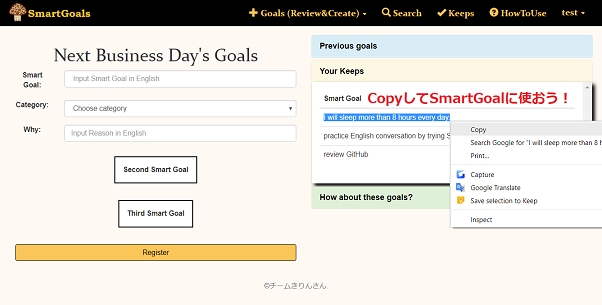 SmartGoals
Goals (Review&Create)
Search
Keeps
HowToUse
test
Next Business Day's Goals
Smart Goal:
Input Smart Goal in English
Category:
Choose category
Why:
Input Reason in English
Second Smart Goal
Third Smart Goal
Register
Previous goals
Your Keeps
Smart Goal
CopyしてSmartGoalに使おう！
I will sleep more than 8 hours every day.
practice English conversation by trying S
review GitHub
How about these goals?
Copy
Search Google for 'I will sleep more than 8 h
Print...
Capture
Google Translate
Save selection to Keep
Inspect
©チームきりんさん